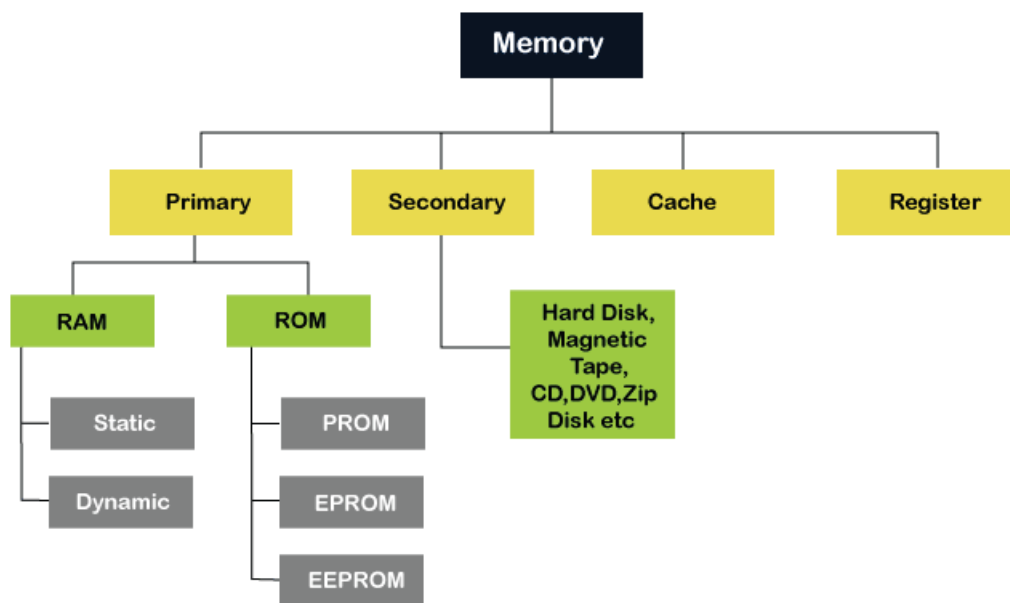 Memory
Primary
Secondary
Cache
Register
RAM
ROM
Hard Disk,
Magnetic
Tape,
CD,DVD,Zip
Disk etc
Static
PROM
Dynamic
EPROM
EEPROM